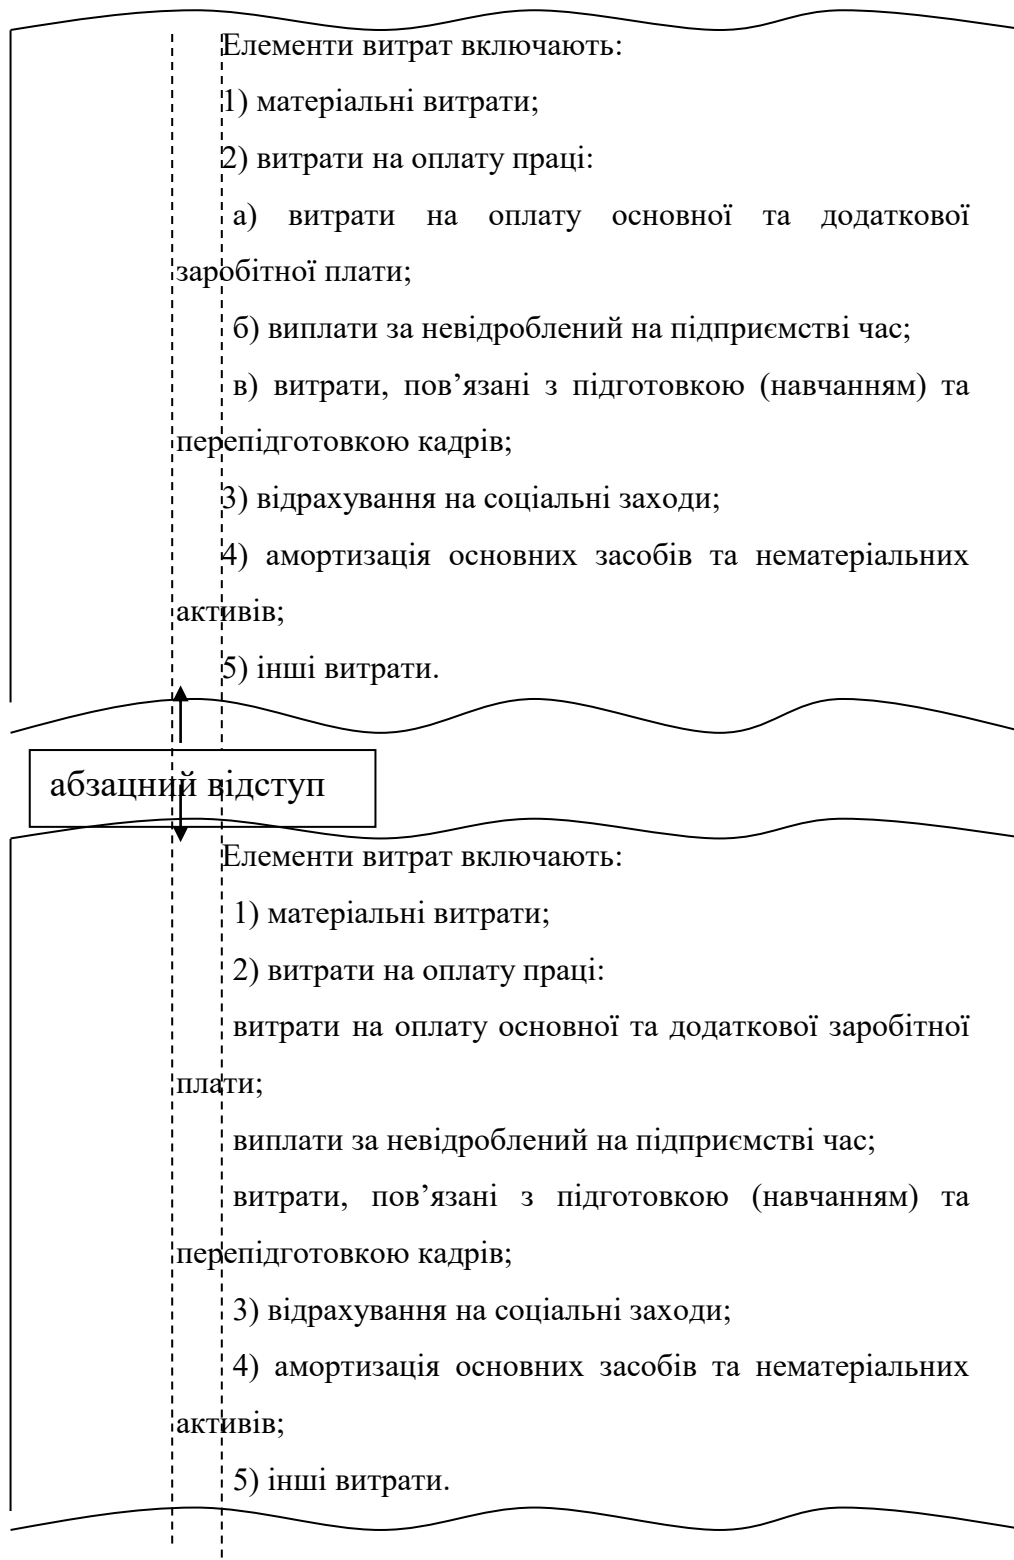 Елементи витрат включають:
1) матеріальні витрати;
2) витрати на оплату праці:
а) витрати на оплату основної та додаткової
заробітної плати;
б) виплати за невідроблений на підприємстві час;
в) витрати, пов’язані з підготовкою (навчанням) та
перепідготовкою кадрів;
3) відрахування на соціальні заходи;
4) амортизація основних засобів та нематеріальних
активів;
5) інші витрати.
абзацний відступ
Елементи витрат включають:
1) матеріальні витрати;
2) витрати на оплату праці:
витрати на оплату основної та додаткової заробітної
плати;
виплати за невідроблений на підприємстві час;
витрати, пов’язані з підготовкою (навчанням) та
перепідготовкою кадрів;
3) відрахування на соціальні заходи;
4) амортизація основних засобів та нематеріальних
активів;
5) інші витрати.